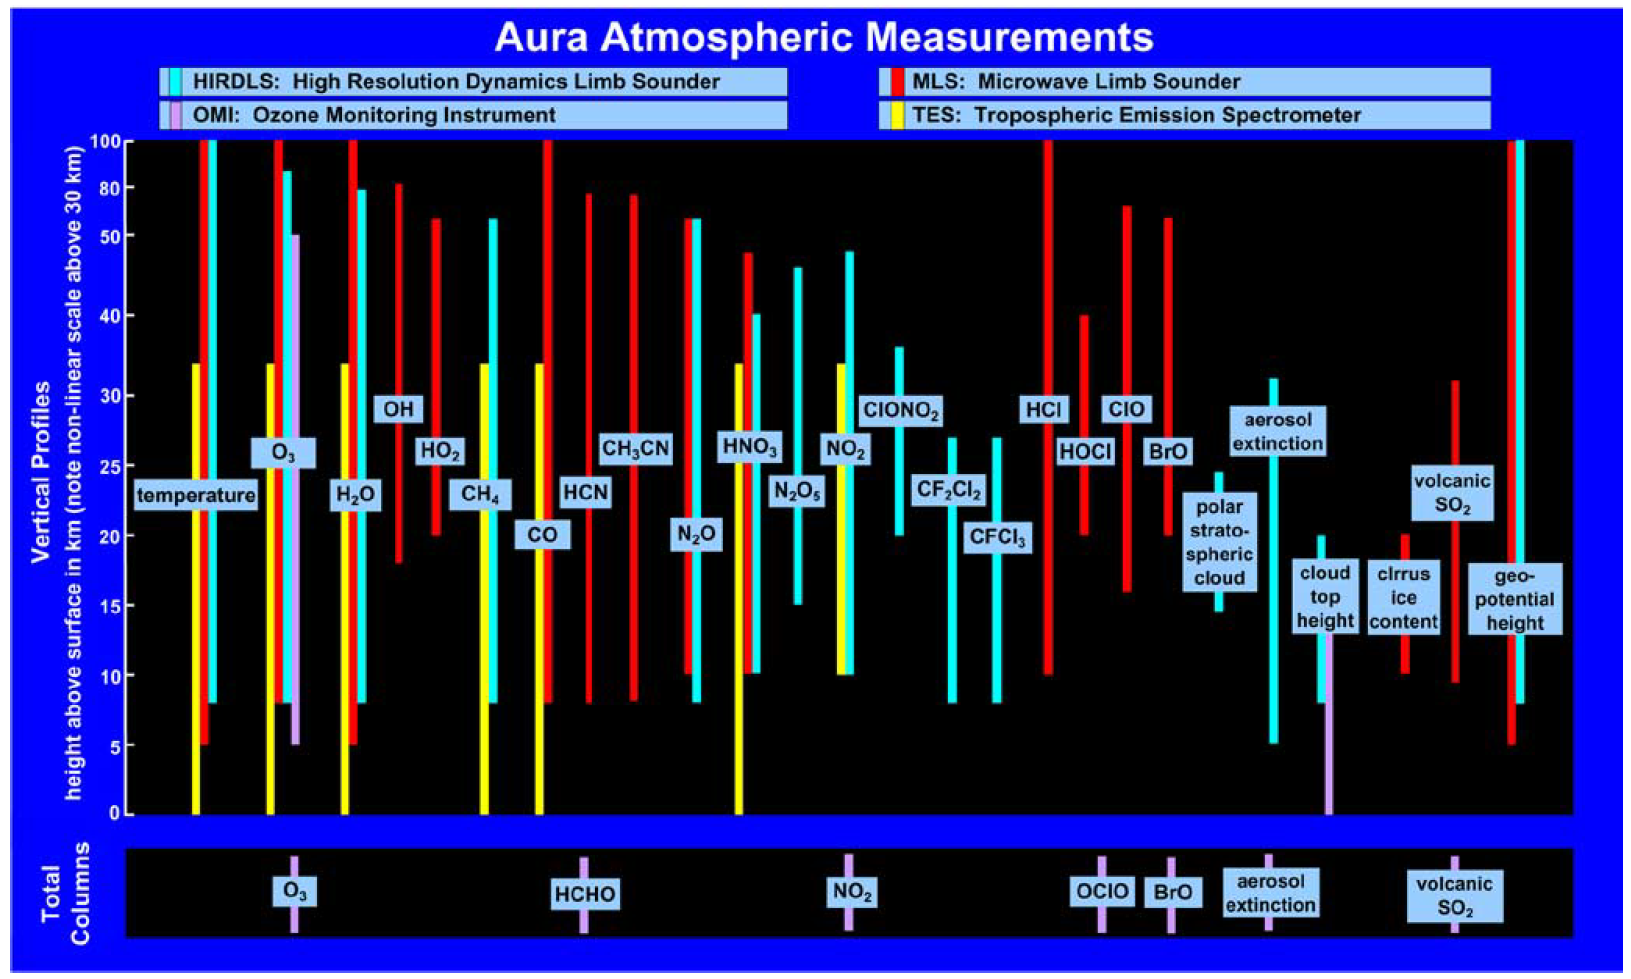 Aura Atmospheric Measurements
HIRDLS: High Resolution Dynamics Limb Sounder
MLS: Microwave Limb Sounder
OMI: Ozone Monitoring Instrument
TES: Tropospheric Emission Spectrometer
Vertical Profiles
height above surface in km (note non-linear scale above 30 km)
100
80
50
40
30
25
20
15
10
5
0
temperature
O₃
H₂O
OH
HO₂
CH₄
CO
HCN
CH₃CN
N₂O
HNO₃
N₂O₅
NO₂
ClONO₂
CF₂Cl₂
CFCl₃
HCl
HOCl
ClO
BrO
polar
strato-
spheric
cloud
aerosol
extinction
cloud
top
height
cirrus
ice
content
volcanic
SO₂
geo-
potential
height
Total
Columns
O₃
HCHO
NO₂
OClO
BrO
aerosol
extinction
volcanic
SO₂